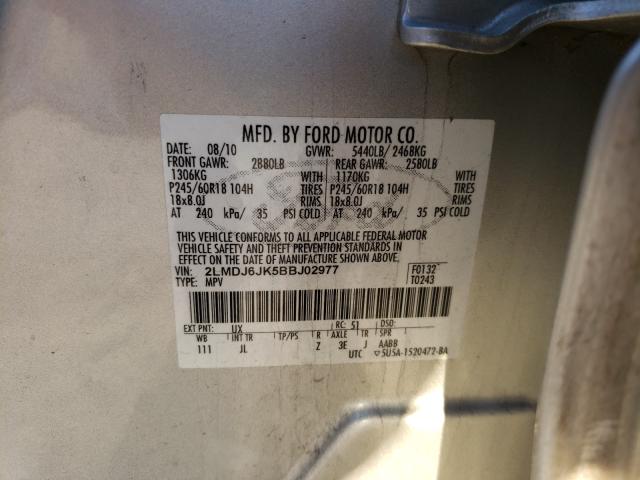 MFD. BY FORD MOTOR CO.
DATE: 08/10 GVWR: 5440LB/ 2468KG
FRONT GAWR: 2880LB REAR GAWR: 2580LB
1306KG WITH 1170KG WITH
P245/60R18 104H TIRES P245/60R18 104H TIRES
18x8.0J RIMS 18x8.0J RIMS
AT 240 kPa/ 35 PSI COLD AT 240 kPa/ 35 PSI COLD
THIS VEHICLE CONFORMS TO ALL APPLICABLE FEDERAL MOTOR
VEHICLE SAFETY AND THEFT PREVENTION STANDARDS IN
EFFECT ON THE DATE OF MANUFACTURE SHOWN ABOVE.
VIN: 2LMDJ6JK5BBJ02977 F0132
TYPE: MPV T0243
EXT PNT: UX RC: 51 DSO:
WB INT TR TP/PS R AXLE TR SPR
111 JL Z 3E J AABB
UTC ▽5U5A-1520472-BA